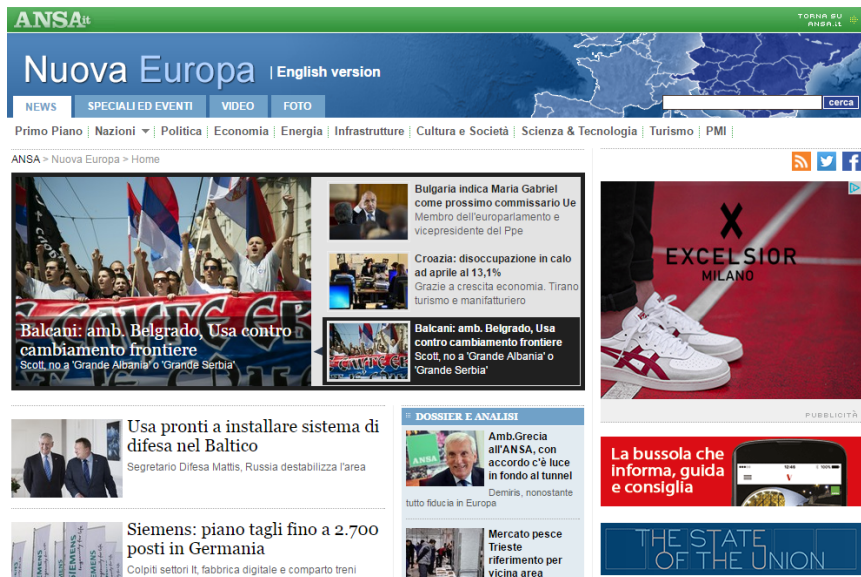 ANSA.it
TORNA SU
ANSA.it
Nuova Europa | English version
NEWS SPECIALI ED EVENTI VIDEO FOTO
cerca
Primo Piano Nazioni Politica Economia Energia Infrastrutture Cultura e Società Scienza & Tecnologia Turismo PMI
ANSA > Nuova Europa > Home
Balcani: amb. Belgrado, Usa contro
cambiamento frontiere
Scott, no a 'Grande Albania' o 'Grande Serbia'
Bulgaria indica Maria Gabriel
come prossimo commissario Ue
Membro dell'europarlamento e
vicepresidente del Ppe
Croazia: disoccupazione in calo
ad aprile al 13,1%
Grazie a crescita economia. Tirano
turismo e manifatturiero
Balcani: amb. Belgrado, Usa
contro cambiamento frontiere
Scott, no a 'Grande Albania' o
'Grande Serbia'
EXCELSIOR
MILANO
PUBBLICITÀ
Usa pronti a installare sistema di
difesa nel Baltico
Segretario Difesa Mattis, Russia destabilizza l'area
Siemens: piano tagli fino a 2.700
posti in Germania
Colpiti settori It, fabbrica digitale e comparto treni
SIEMENS
SIEMENS
SIEMENS
DOSSIER E ANALISI
ANSA
Amb.Grecia
all'ANSA, con
accordo c'è luce
in fondo al tunnel
Demiris, nonostante
tutto fiducia in Europa
Mercato pesce
Trieste
riferimento per
vicina area
La bussola che
informa, guida
e consiglia
THE STATE
OF THE UNION